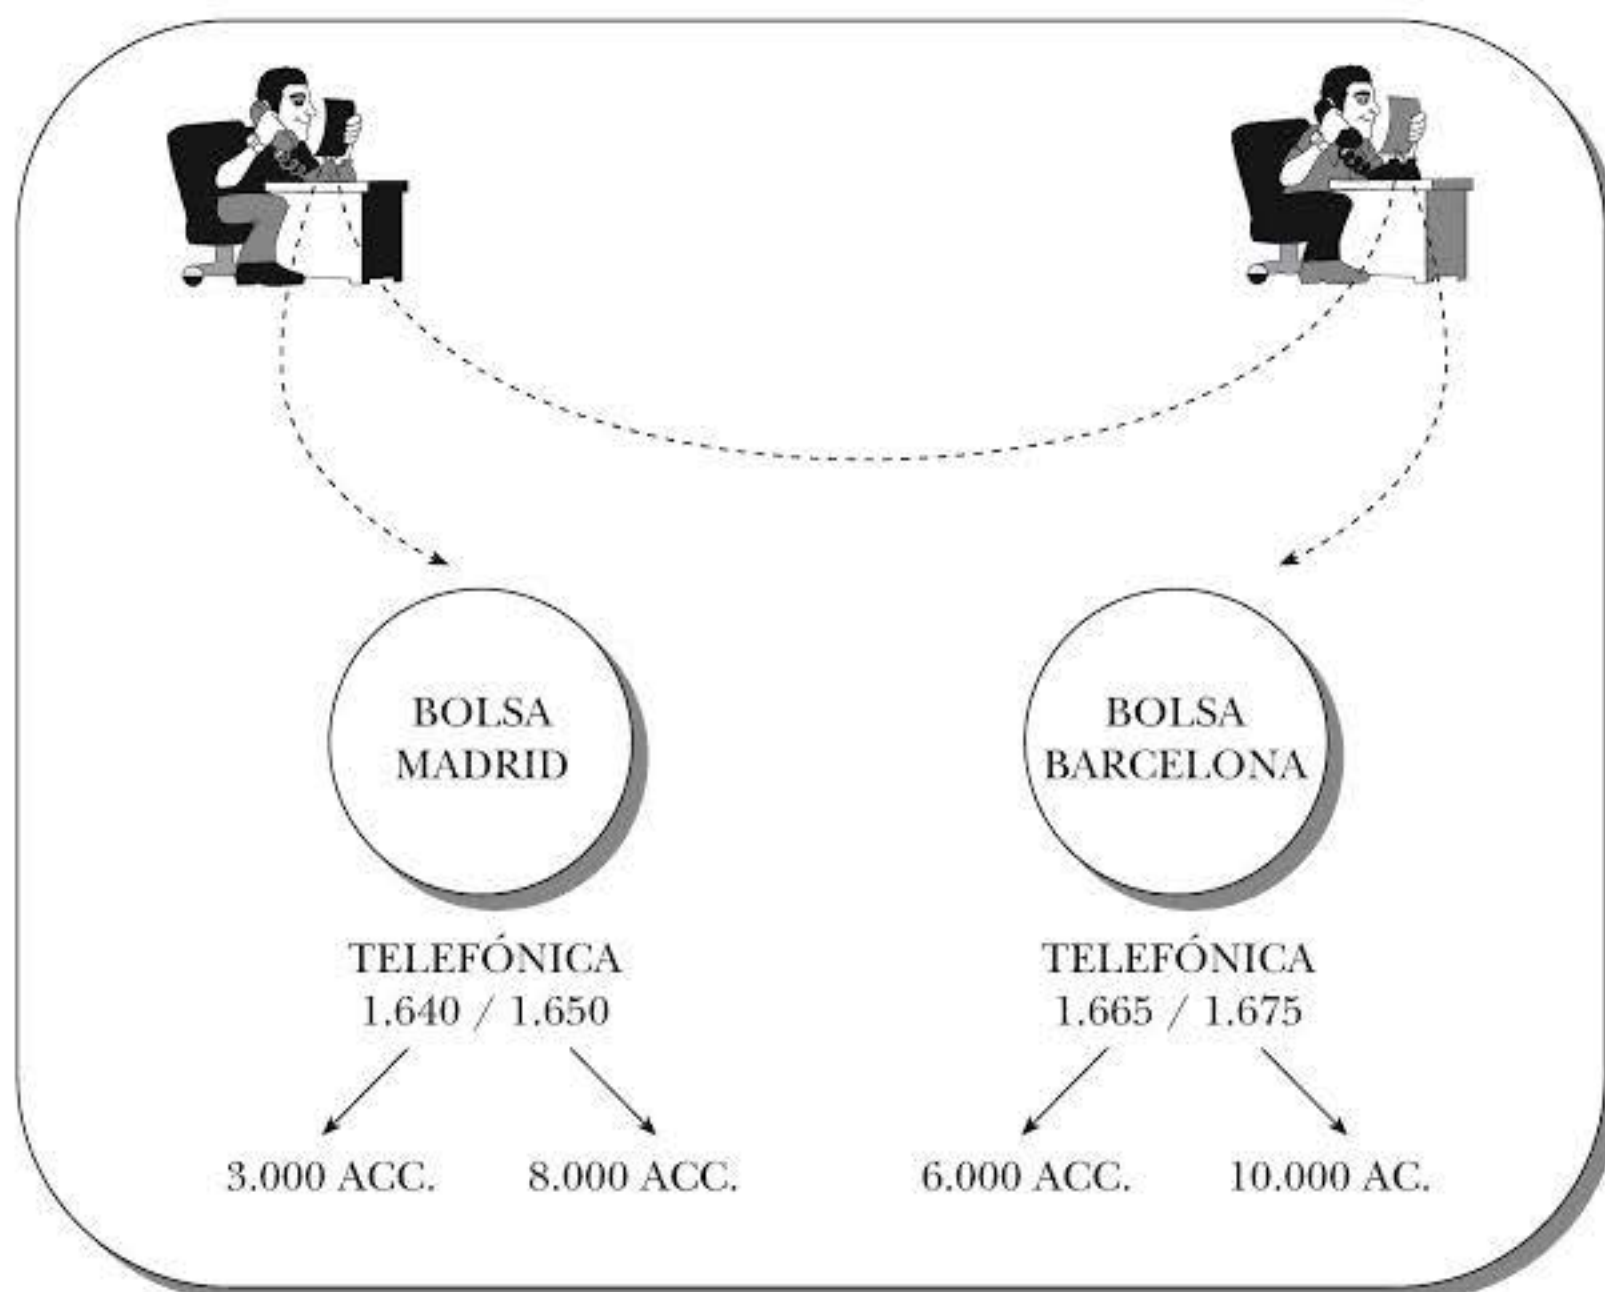 BOLSA
MADRID
BOLSA
BARCELONA
TELEFÓNICA
1.640 / 1.650
TELEFÓNICA
1.665 / 1.675
3.000 ACC.
8.000 ACC.
6.000 ACC.
10.000 AC.